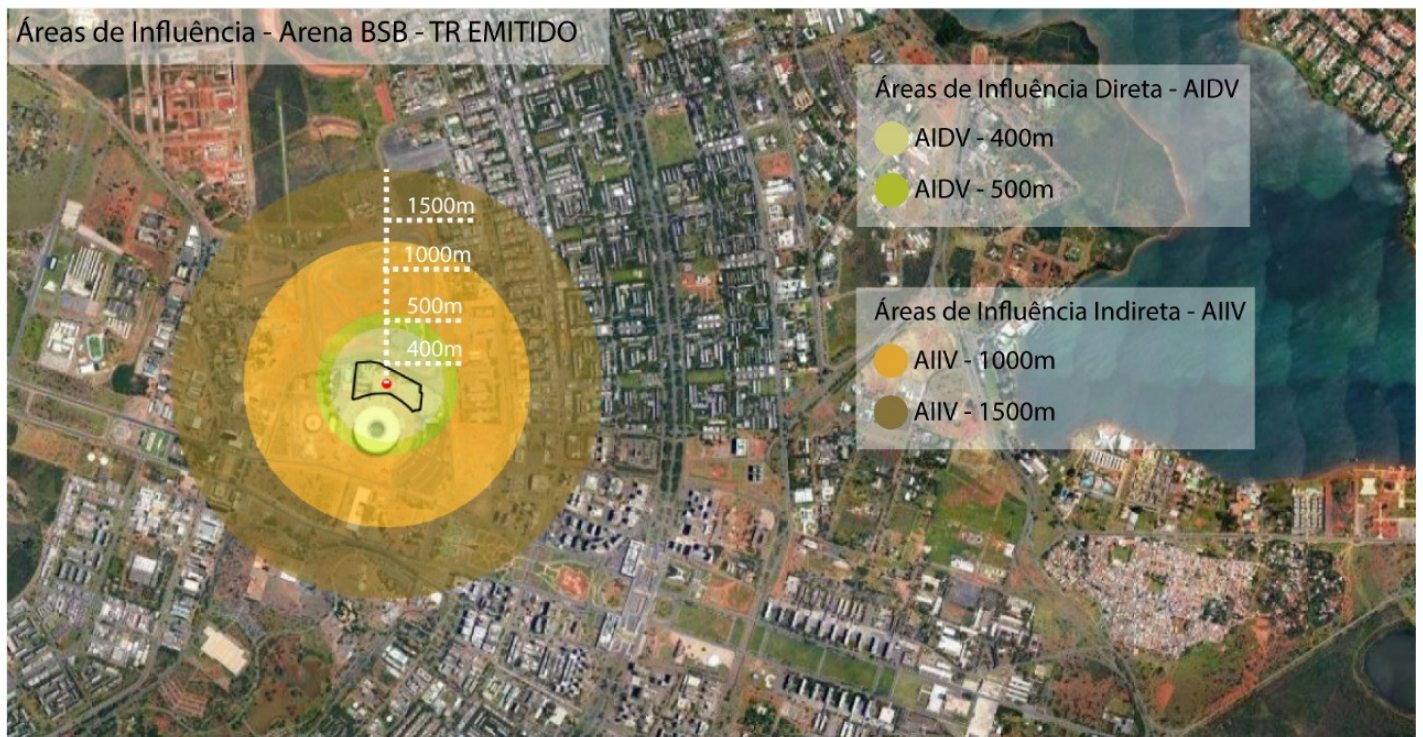 Áreas de Influência - Arena BSB - TR EMITIDO
Áreas de Influência Direta - AIDV
AIDV - 400m
AIDV - 500m
1500m
1000m
500m
400m
Áreas de Influência Indireta - AIIV
AIIV - 1000m
AIIV - 1500m